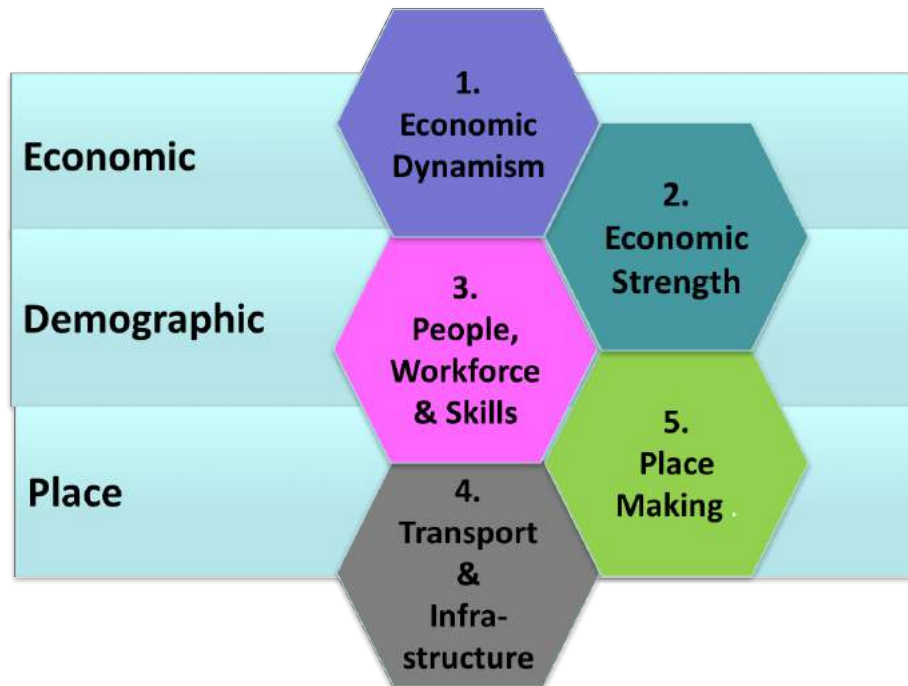 Economic
1.
Economic
Dynamism
2.
Economic
Strength
Demographic
3.
People,
Workforce
& Skills
Place
4.
Transport
&
Infra-
structure
5.
Place
Making .